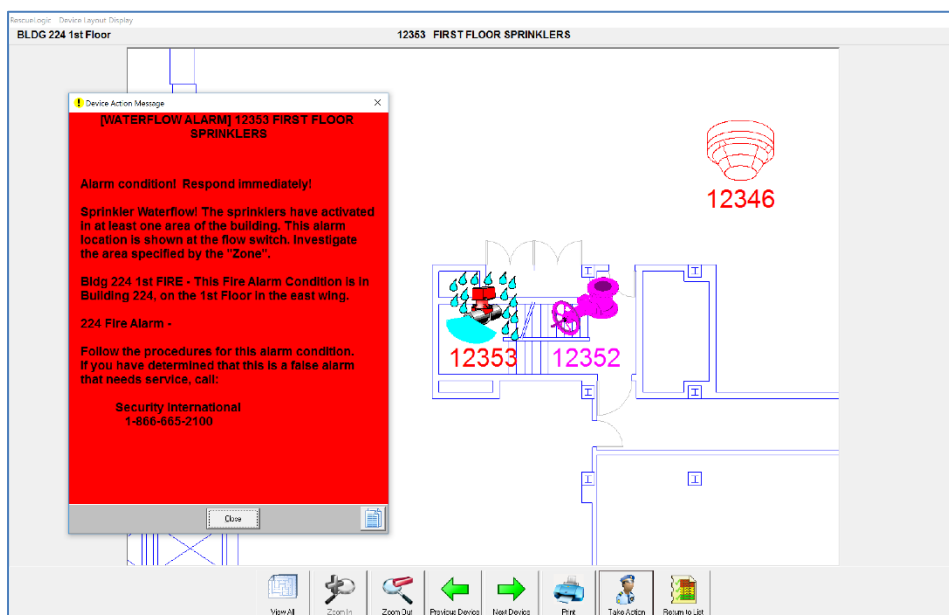 RescueLogic Device Layout Display
BLDG 224 1st Floor 12353 FIRST FLOOR SPRINKLERS
Device Action Message
[WATERFLOW ALARM] 12353 FIRST FLOOR
SPRINKLERS
Alarm condition! Respond immediately!
Sprinkler Waterflow! The sprinklers have activated
in at least one area of the building. This alarm
location is shown at the flow switch. Investigate
the area specified by the "Zone".
Bldg 224 1st FIRE - This Fire Alarm Condition is in
Building 224, on the 1st Floor in the east wing.
224 Fire Alarm -
Follow the procedures for this alarm condition.
If you have determined that this is a false alarm
that needs service, call:
Security International
1-866-665-2100
Close
12346
12353 12352
View All Zoom In Zoom Out Previous Device Next Device Print Take Action Return to List